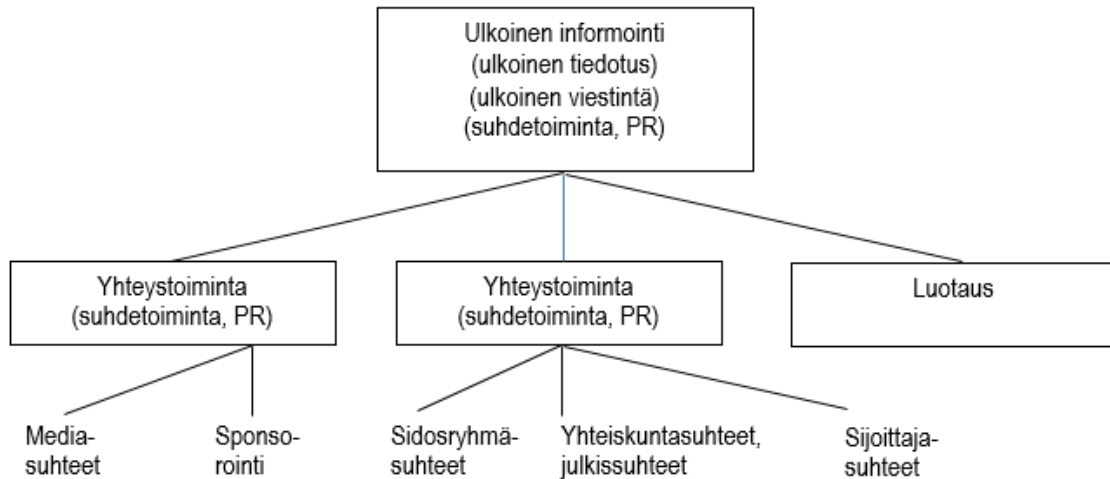 Ulkoinen informointi
(ulkoinen tiedotus)
(ulkoinen viestintä)
(suhdetoiminta, PR)
Yhteystoiminta
(suhdetoiminta, PR)
Yhteystoiminta
(suhdetoiminta, PR)
Luotaus
Media-
suhteet
Sponso-
rointi
Sidosryhmä-
suhteet
Yhteiskuntasuhteet,
julkissuhteet
Sijoittaja-
suhteet